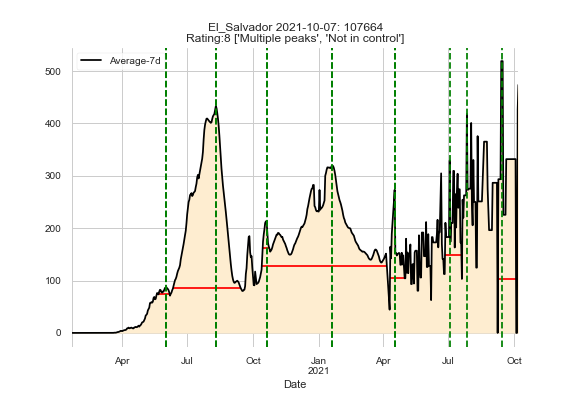 El_Salvador 2021-10-07: 107664
Rating:8 ['Multiple peaks', 'Not in control']
Average-7d
500
400
300
200
100
0
Apr Jul Oct Jan Apr Jul Oct
2021
Date